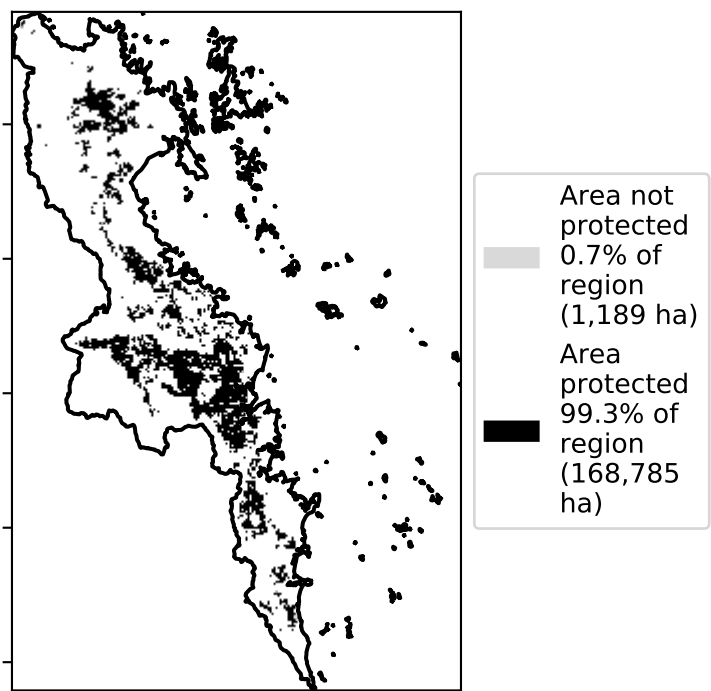 Area not
protected
0.7% of
region
(1,189 ha)
Area
protected
99.3% of
region
(168,785
ha)